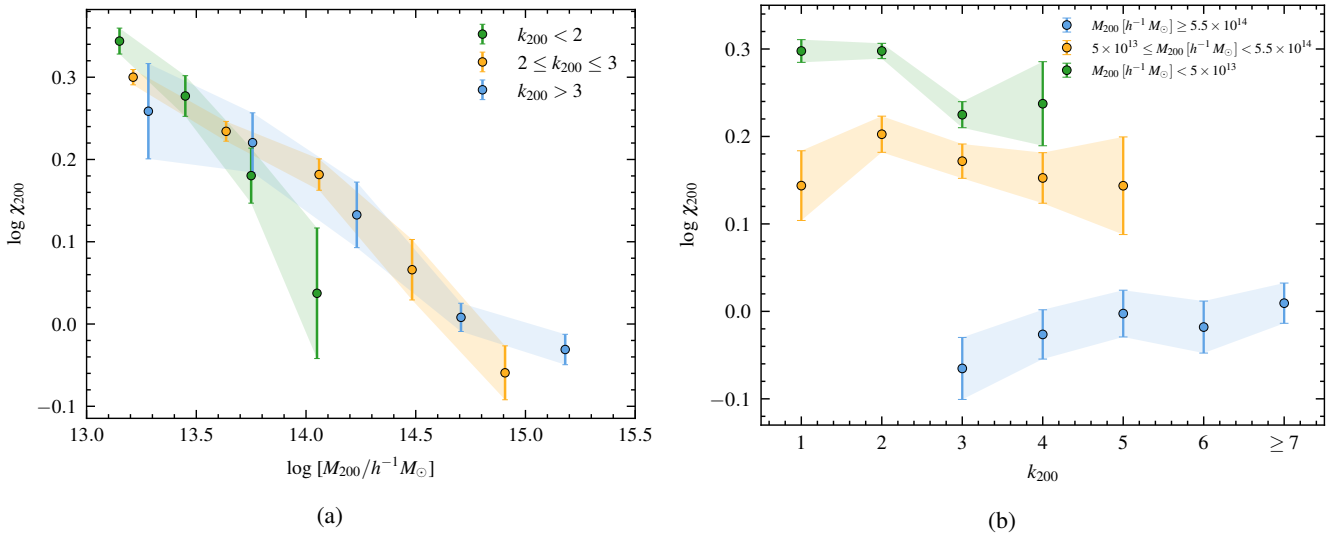 0.3
0.2
0.1
0.0
−0.1
log χ200
13.0 13.5 14.0 14.5 15.0 15.5
log [M200/h−1M⊙]
k200 < 2
2 ≤ k200 ≤ 3
k200 > 3
(a)
0.3
0.2
0.1
0.0
−0.1
log χ200
1 2 3 4 5 6 ≥ 7
k200
M200 [h−1 M⊙] ≥ 5.5 × 10^14
5 × 10^13 ≤ M200 [h−1 M⊙] < 5.5 × 10^14
M200 [h−1 M⊙] < 5 × 10^13
(b)